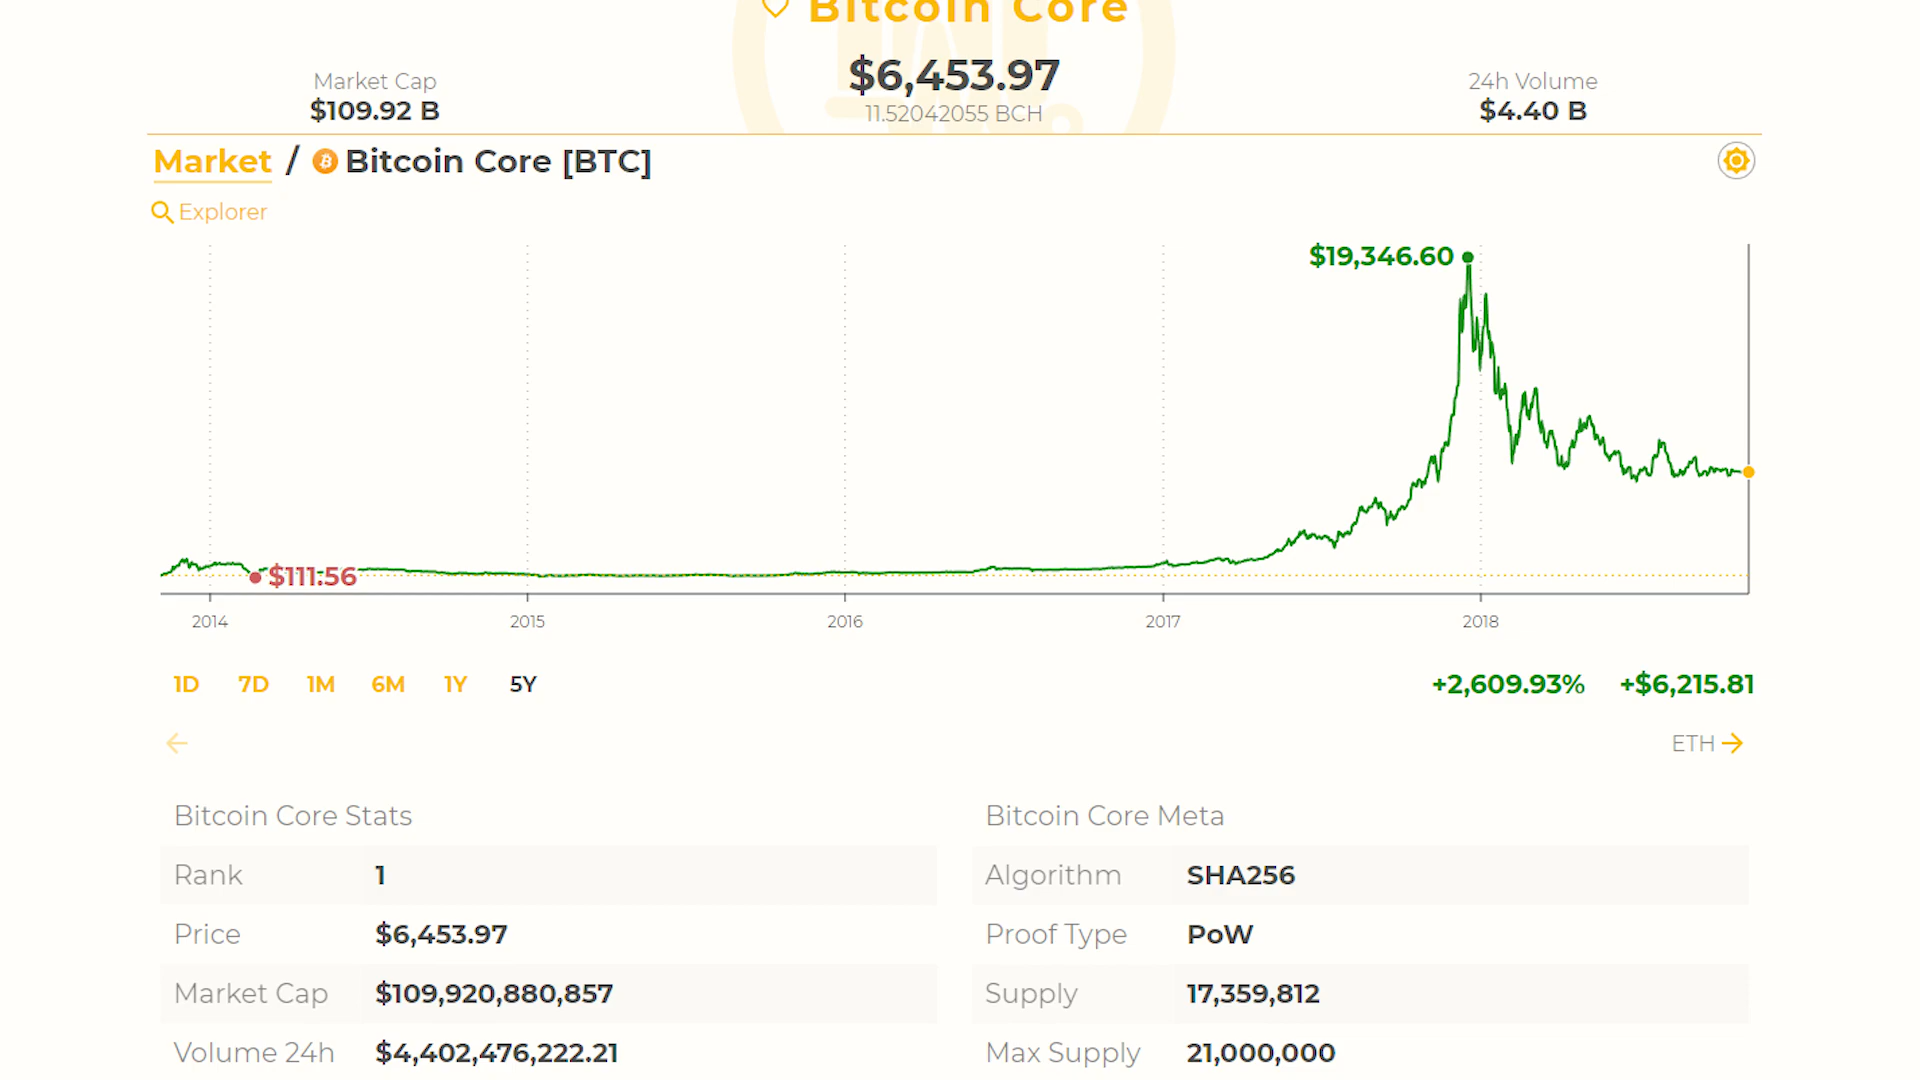 Bitcoin Core
Market Cap
$109.92 B
$6,453.97
11.52042055 BCH
24h Volume
$4.40 B
Market / Bitcoin Core [BTC]
Explorer
$19,346.60
$111.56
2014 2015 2016 2017 2018
1D 7D 1M 6M 1Y 5Y +2,609.93% +$6,215.81
ETH
Bitcoin Core Stats
Rank 1
Price $6,453.97
Market Cap $109,920,880,857
Volume 24h $4,402,476,222.21
Bitcoin Core Meta
Algorithm SHA256
Proof Type PoW
Supply 17,359,812
Max Supply 21,000,000